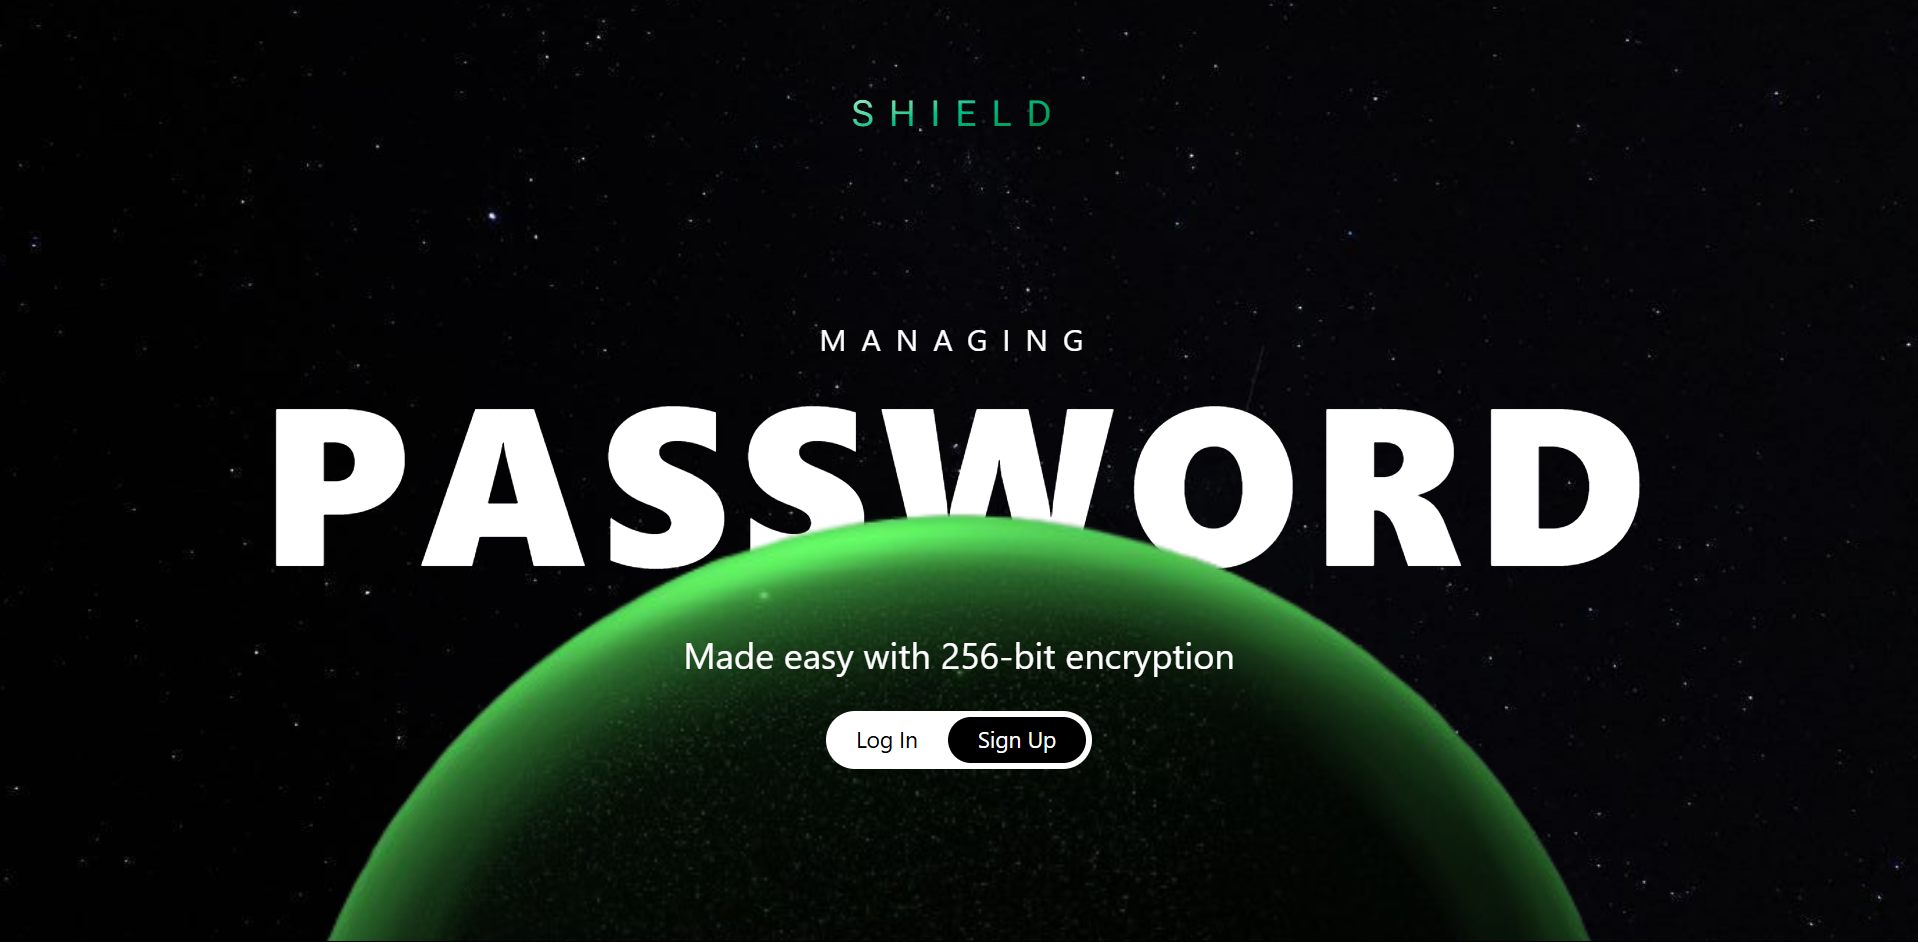 SHIELD
MANAGING
PASSWORD
Made easy with 256-bit encryption
Log In Sign Up